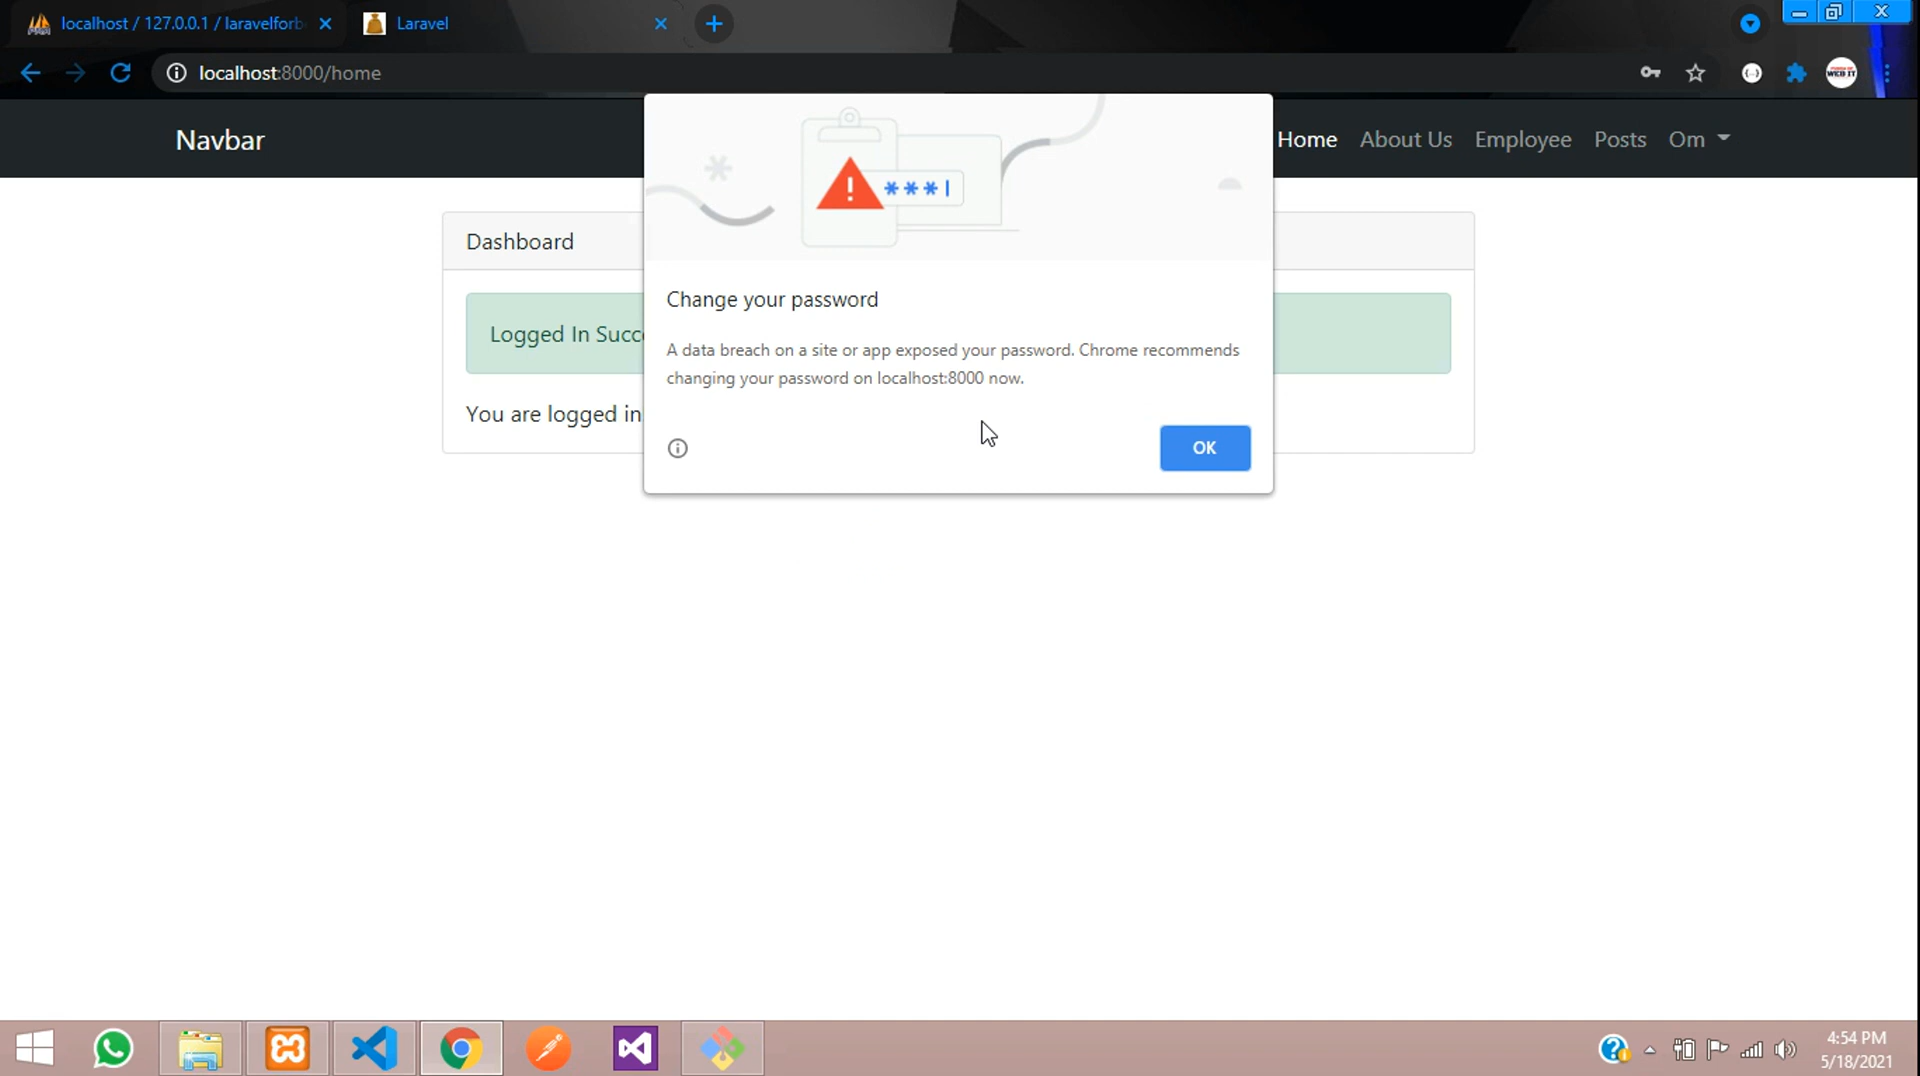 localhost / 127.0.0.1 / laravelforb
Laravel
localhost:8000/home
WEB IT
Navbar
Home
About Us
Employee
Posts
Om
Dashboard
Logged In Succ
You are logged in
***
Change your password
A data breach on a site or app exposed your password. Chrome recommends
changing your password on localhost:8000 now.
OK
4:54 PM
5/18/2021